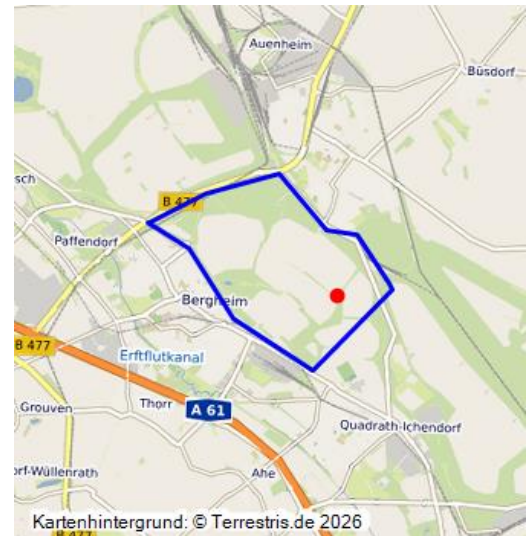 Auenheim
Büsdorf
sch
B 477
Paffendorf
Bergheim
B 477
Erftflutkanal
Grouven
Thorr
A 61
Quadrath-Ichendorf
orf-Wüllenrath
Ahe
Kartenhintergrund: © Terrestris.de 2026